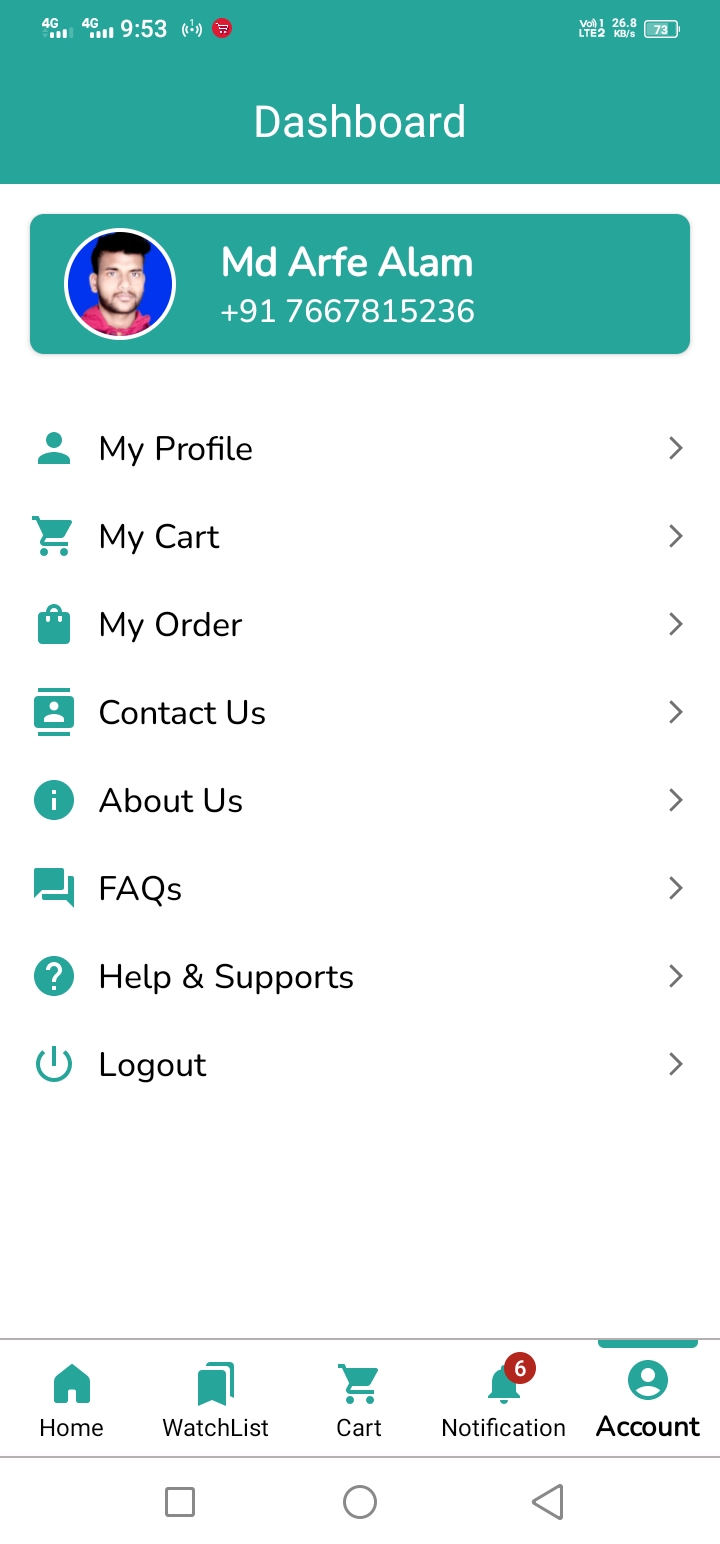 4G 4G 9:53 1 Vo)) 1 LTE2 26.8 KB/s 73
Dashboard
Md Arfe Alam
+91 7667815236
My Profile
My Cart
My Order
Contact Us
About Us
FAQs
Help & Supports
Logout
6
Home WatchList Cart Notification Account